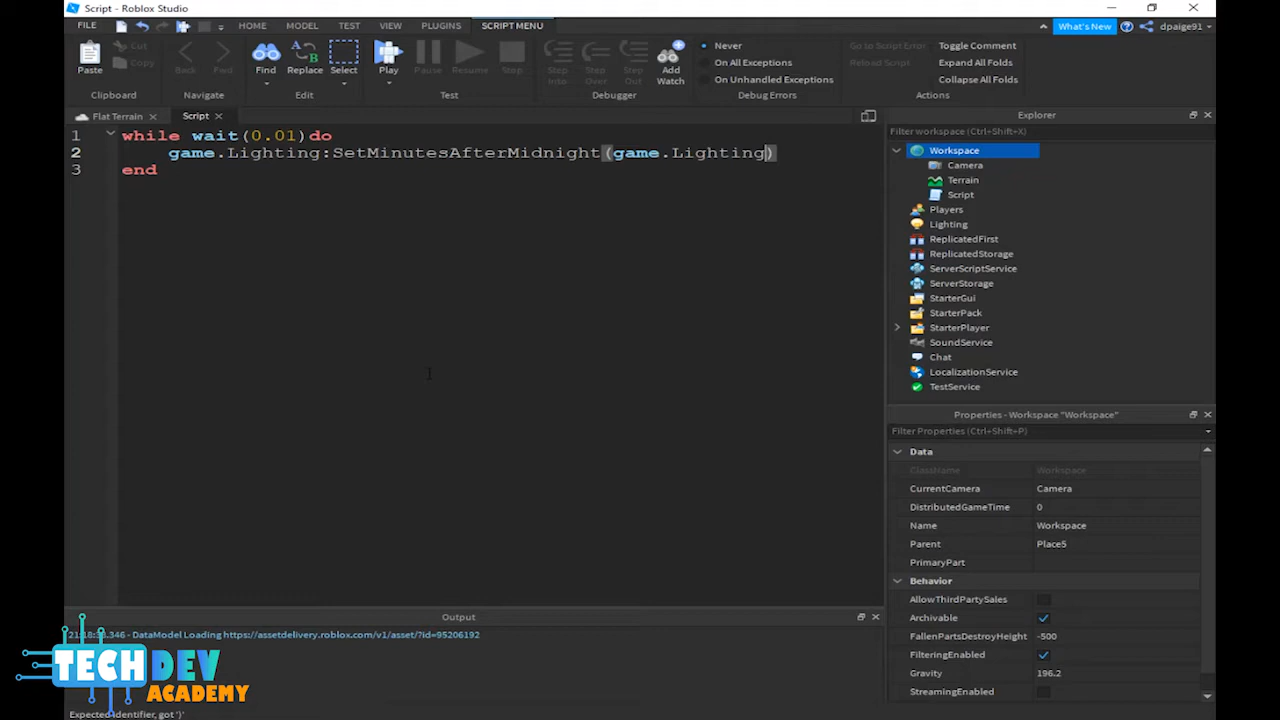 Script - Roblox Studio
FILE
HOME
MODEL
TEST
VIEW
PLUGINS
SCRIPT MENU
What's New
dpaige91
Paste
Cut
Copy
Clipboard
Back
Fwd
Navigate
Find
Replace
Select
Edit
Play
Pause
Resume
Stop
Test
Step Into
Step Over
Step Out
Add Watch
Debugger
Never
On All Exceptions
On Unhandled Exceptions
Debug Errors
Go to Script Error
Reload Script
Toggle Comment
Expand All Folds
Collapse All Folds
Actions
Flat Terrain
Script
1 while wait(0.01)do
2 game.Lighting:SetMinutesAfterMidnight(game.Lighting)
3 end
Explorer
Filter workspace (Ctrl+Shift+X)
Workspace
Camera
Terrain
Script
Players
Lighting
ReplicatedFirst
ReplicatedStorage
ServerScriptService
ServerStorage
StarterGui
StarterPack
StarterPlayer
SoundService
Chat
LocalizationService
TestService
Properties - Workspace "Workspace"
Filter Properties (Ctrl+Shift+P)
Data
ClassName Workspace
CurrentCamera Camera
DistributedGameTime 0
Name Workspace
Parent Place5
PrimaryPart
Behavior
AllowThirdPartySales
Archivable
FallenPartsDestroyHeight -500
FilteringEnabled
Gravity 196.2
StreamingEnabled
Output
DataModel Loading https://assetdelivery.roblox.com/v1/asset/?id=95206192
TECH DEV
ACADEMY
Expected identifier, got ')'